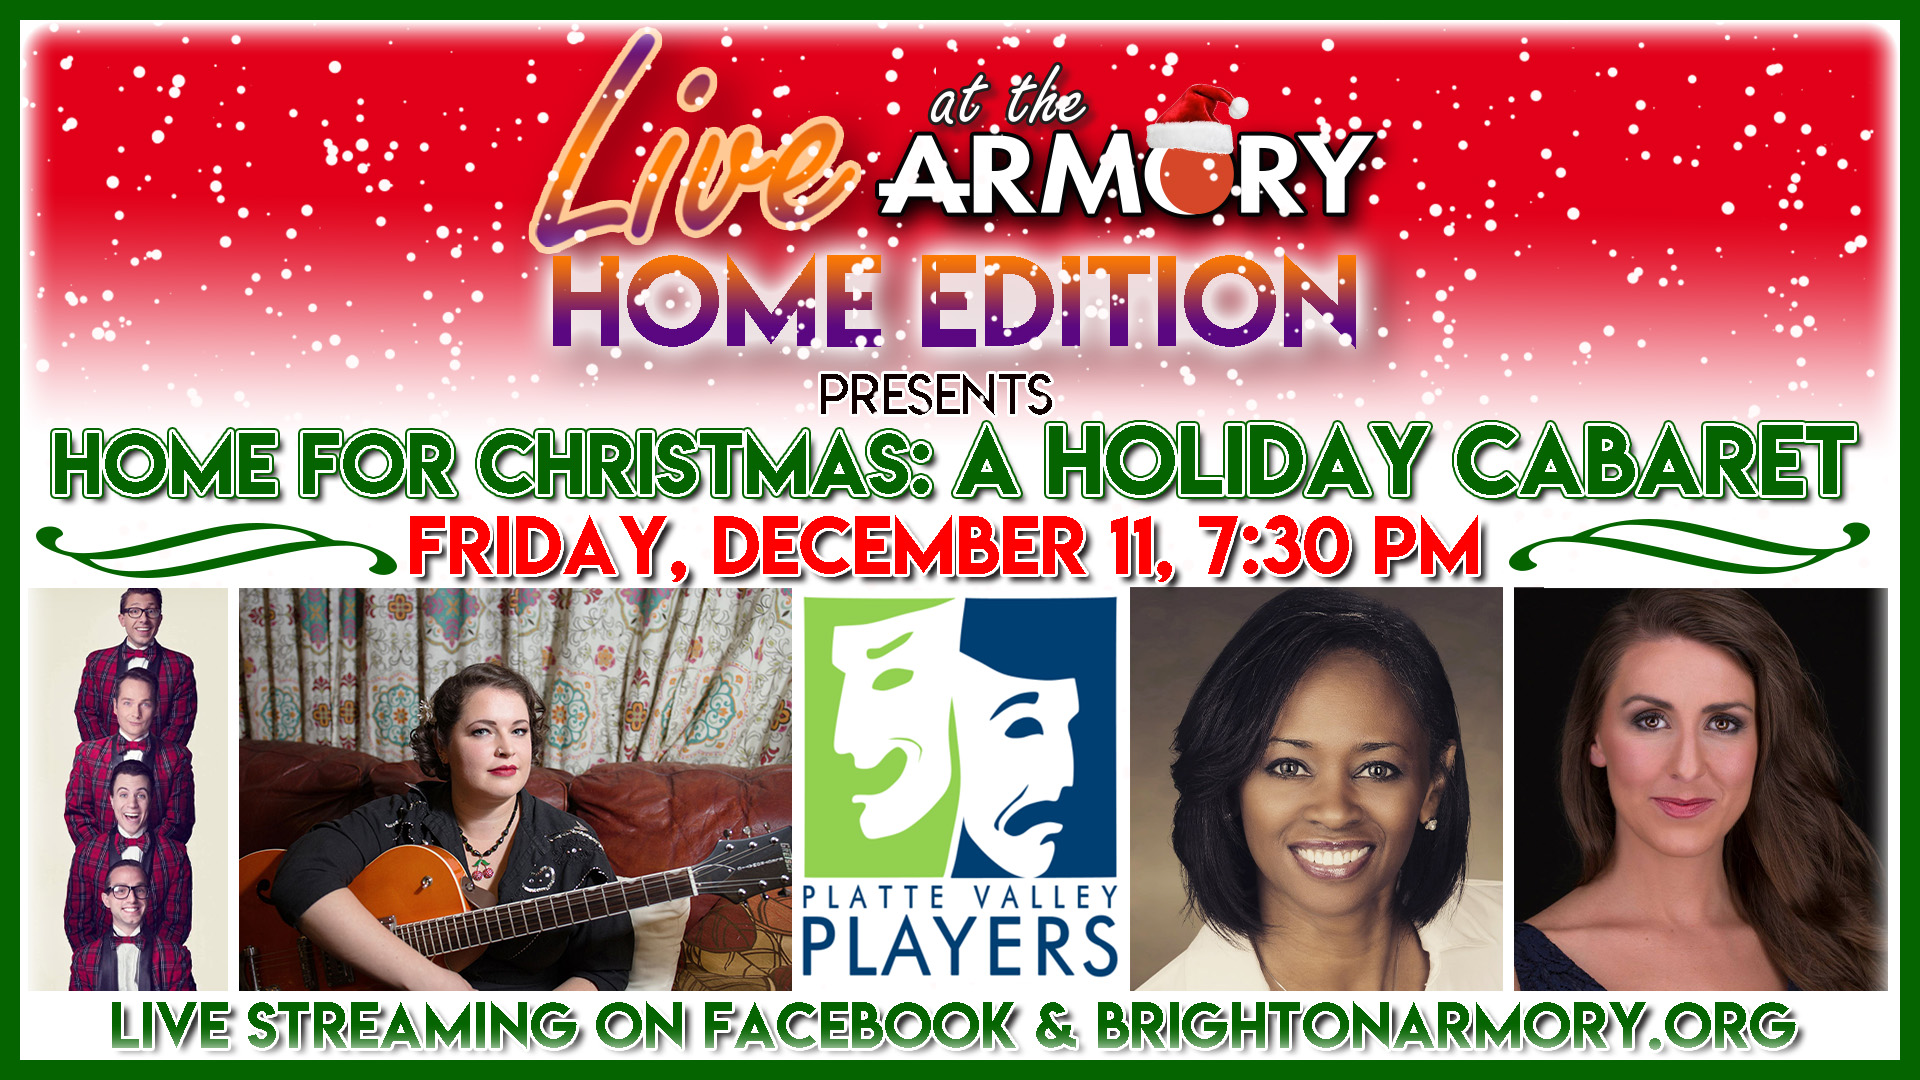 Live at the ARMORY
HOME EDITION
PRESENTS
HOME FOR CHRISTMAS: A HOLIDAY CABARET
FRIDAY, DECEMBER 11, 7:30 PM
PLATTE VALLEY
PLAYERS
LIVE STREAMING ON FACEBOOK & BRIGHTONARMORY.ORG